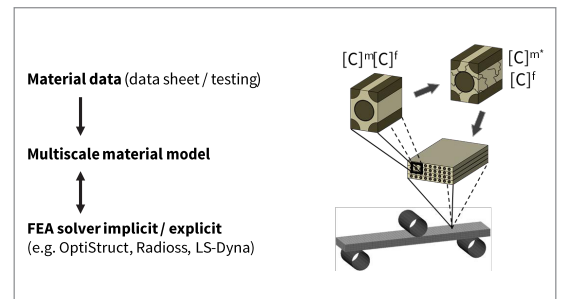 Material data (data sheet / testing)
Multiscale material model
FEA solver implicit / explicit
(e.g. OptiStruct, Radioss, LS-Dyna)
[C]ᵐ[C]ᶠ
[C]ᵐ*
[C]ᶠ